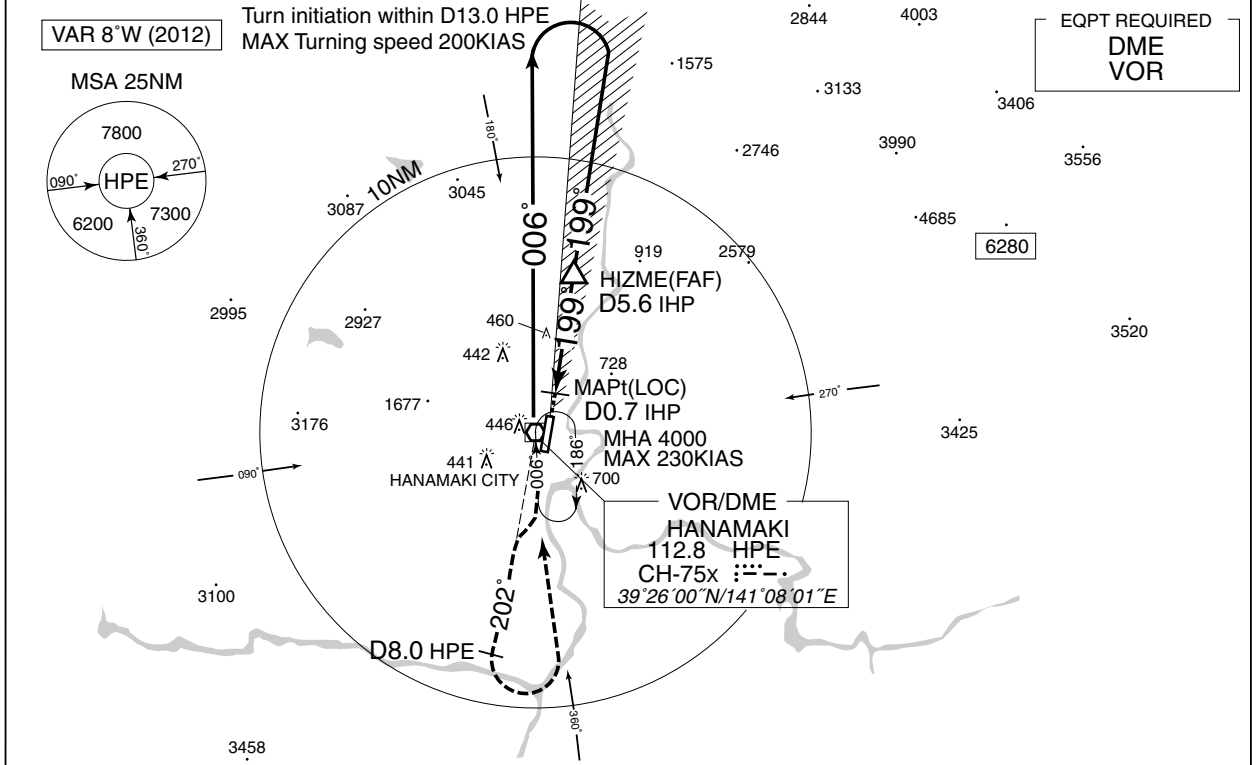 VAR 8°W (2012)
Turn initiation within D13.0 HPE
MAX Turning speed 200KIAS
2844
4003
EQPT REQUIRED
DME
VOR
MSA 25NM
7800
HPE
090°
270°
6200
7300
360°
1575
3133
3406
180°
2746
3990
3556
10NM
3045
3087
006°
199°
4685
6280
919
2579
HIZME(FAF)
D5.6 IHP
199°
2995
2927
460
442
3520
728
MAPt(LOC)
D0.7 IHP
270°
1677
3176
446
MHA 4000
MAX 230KIAS
3425
186°
006°
441
HANAMAKI CITY
090°
700
VOR/DME
HANAMAKI
112.8 HPE
CH-75x
39°26´00˝N/141°08´01˝E
3100
202°
D8.0 HPE
360°
3458